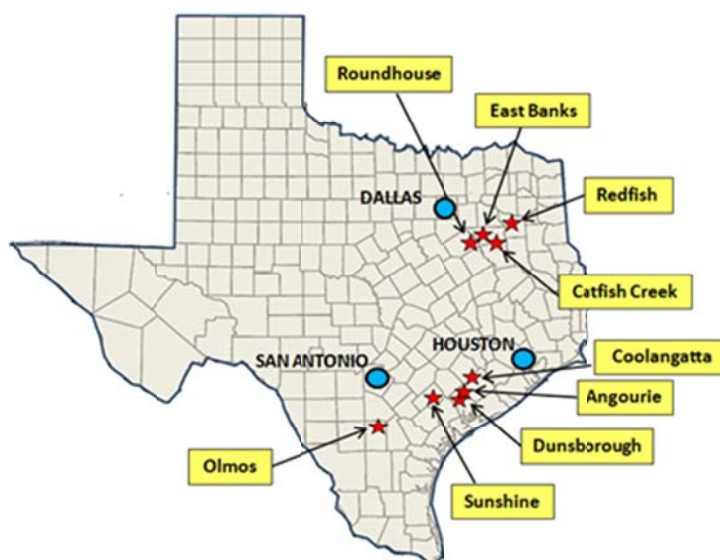 Roundhouse
East Banks
DALLAS
Redfish
Catfish Creek
HOUSTON
SAN ANTONIO
Coolangatta
Angourie
Olmos
Dunsborough
Sunshine